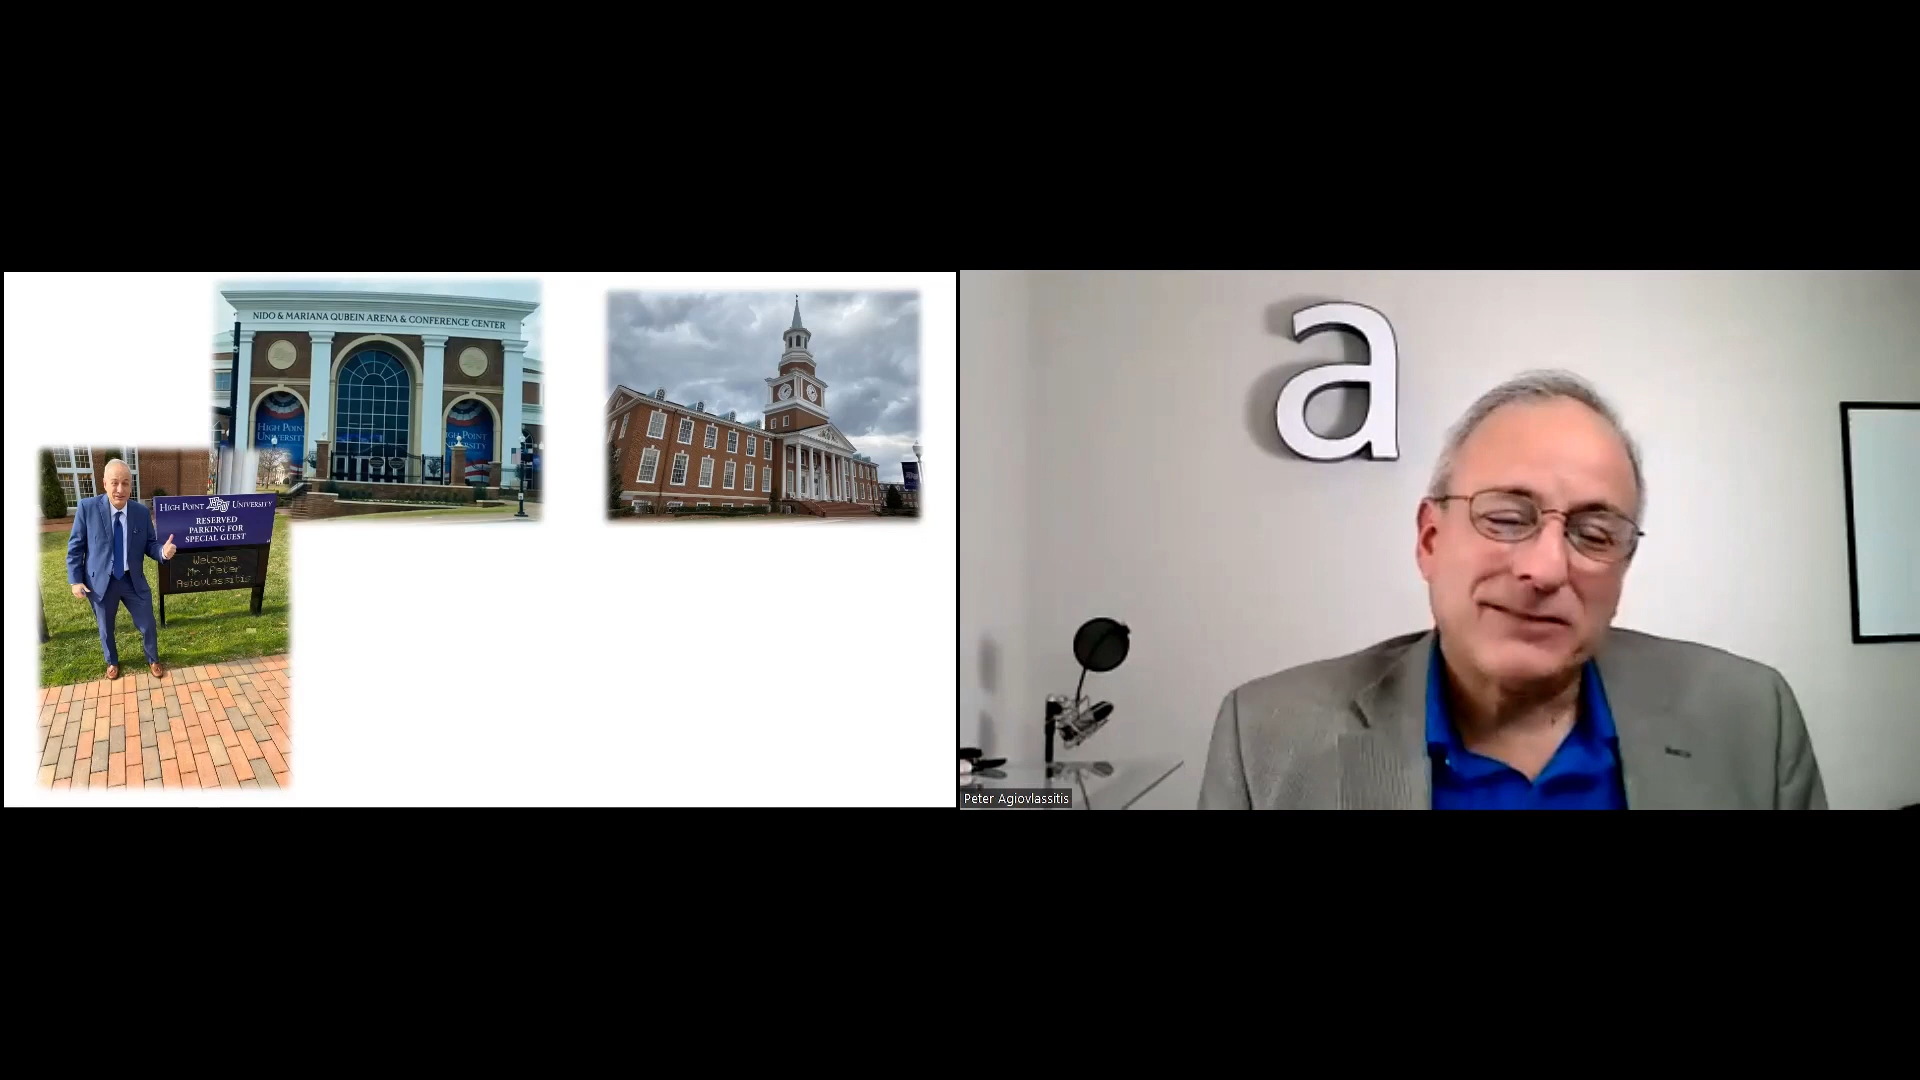 NIDO & MARIANA QUBEIN ARENA & CONFERENCE CENTER
HIGH POINT
UNIVERSITY
HIGH POINT
HIGH POINT HPU UNIVERSITY
RESERVED
PARKING FOR
SPECIAL GUEST
Welcome
Mr. Peter
Agiovlassitis
a
Peter Agiovlassitis